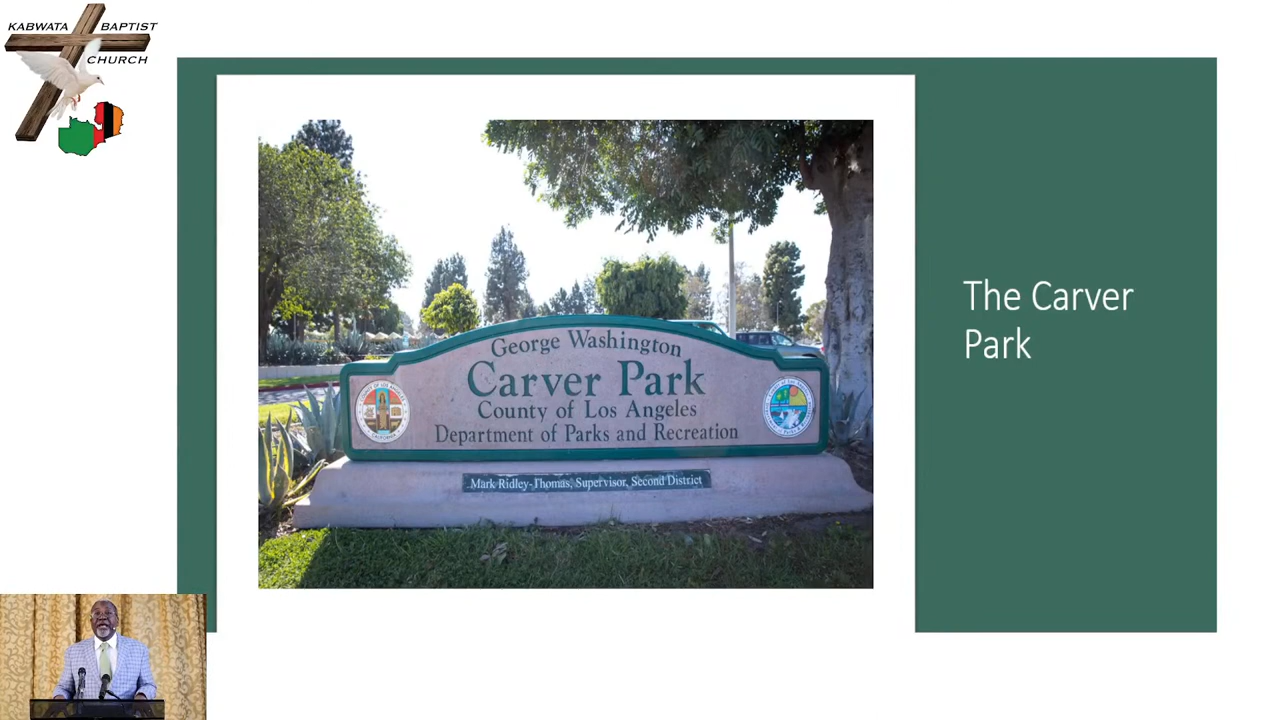 KABWATA BAPTIST
CHURCH
George Washington
Carver Park
County of Los Angeles
Department of Parks and Recreation
Mark Ridley-Thomas, Supervisor, Second District
The Carver
Park